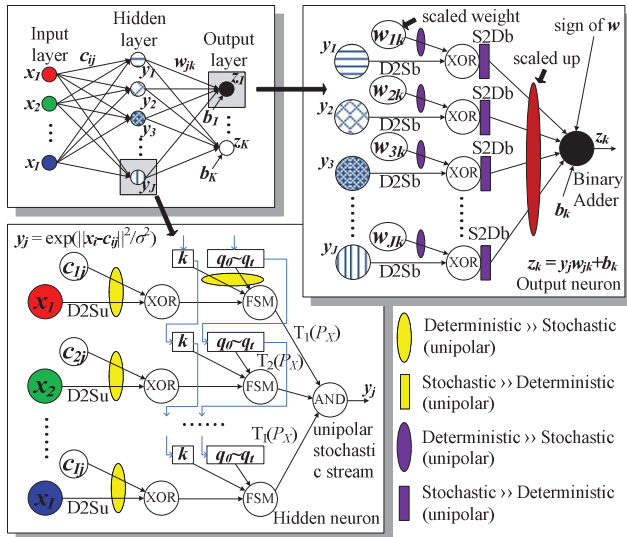 Input
layer
Hidden
layer
Output
layer
c_ij
w_jk
x_1
x_2
x_I
y_1
y_2
y_3
y_J
z_1
z_K
b_1
b_K
scaled weight
sign of w
scaled up
y_1
w_1k
D2Sb
XOR
S2Db
y_2
w_2k
D2Sb
XOR
S2Db
y_3
w_3k
D2Sb
XOR
S2Db
y_J
w_Jk
D2Sb
XOR
S2Db
z_k
b_k
Binary
Adder
z_k = y_j w_jk + b_k
Output neuron
y_j = exp(||x_i-c_ij||^2/σ^2)
c_1j
x_1
D2Su
XOR
k
q_0~q_t
FSM
T_1(P_X)
c_2j
x_2
D2Su
XOR
k
q_0~q_t
FSM
T_2(P_X)
c_Ij
x_I
D2Su
XOR
k
q_0~q_t
FSM
T_I(P_X)
AND
y_j
unipolar
stochasti
c stream
Hidden neuron
Deterministic ›› Stochastic
(unipolar)
Stochastic ›› Deterministic
(unipolar)
Deterministic ›› Stochastic
(unipolar)
Stochastic ›› Deterministic
(unipolar)